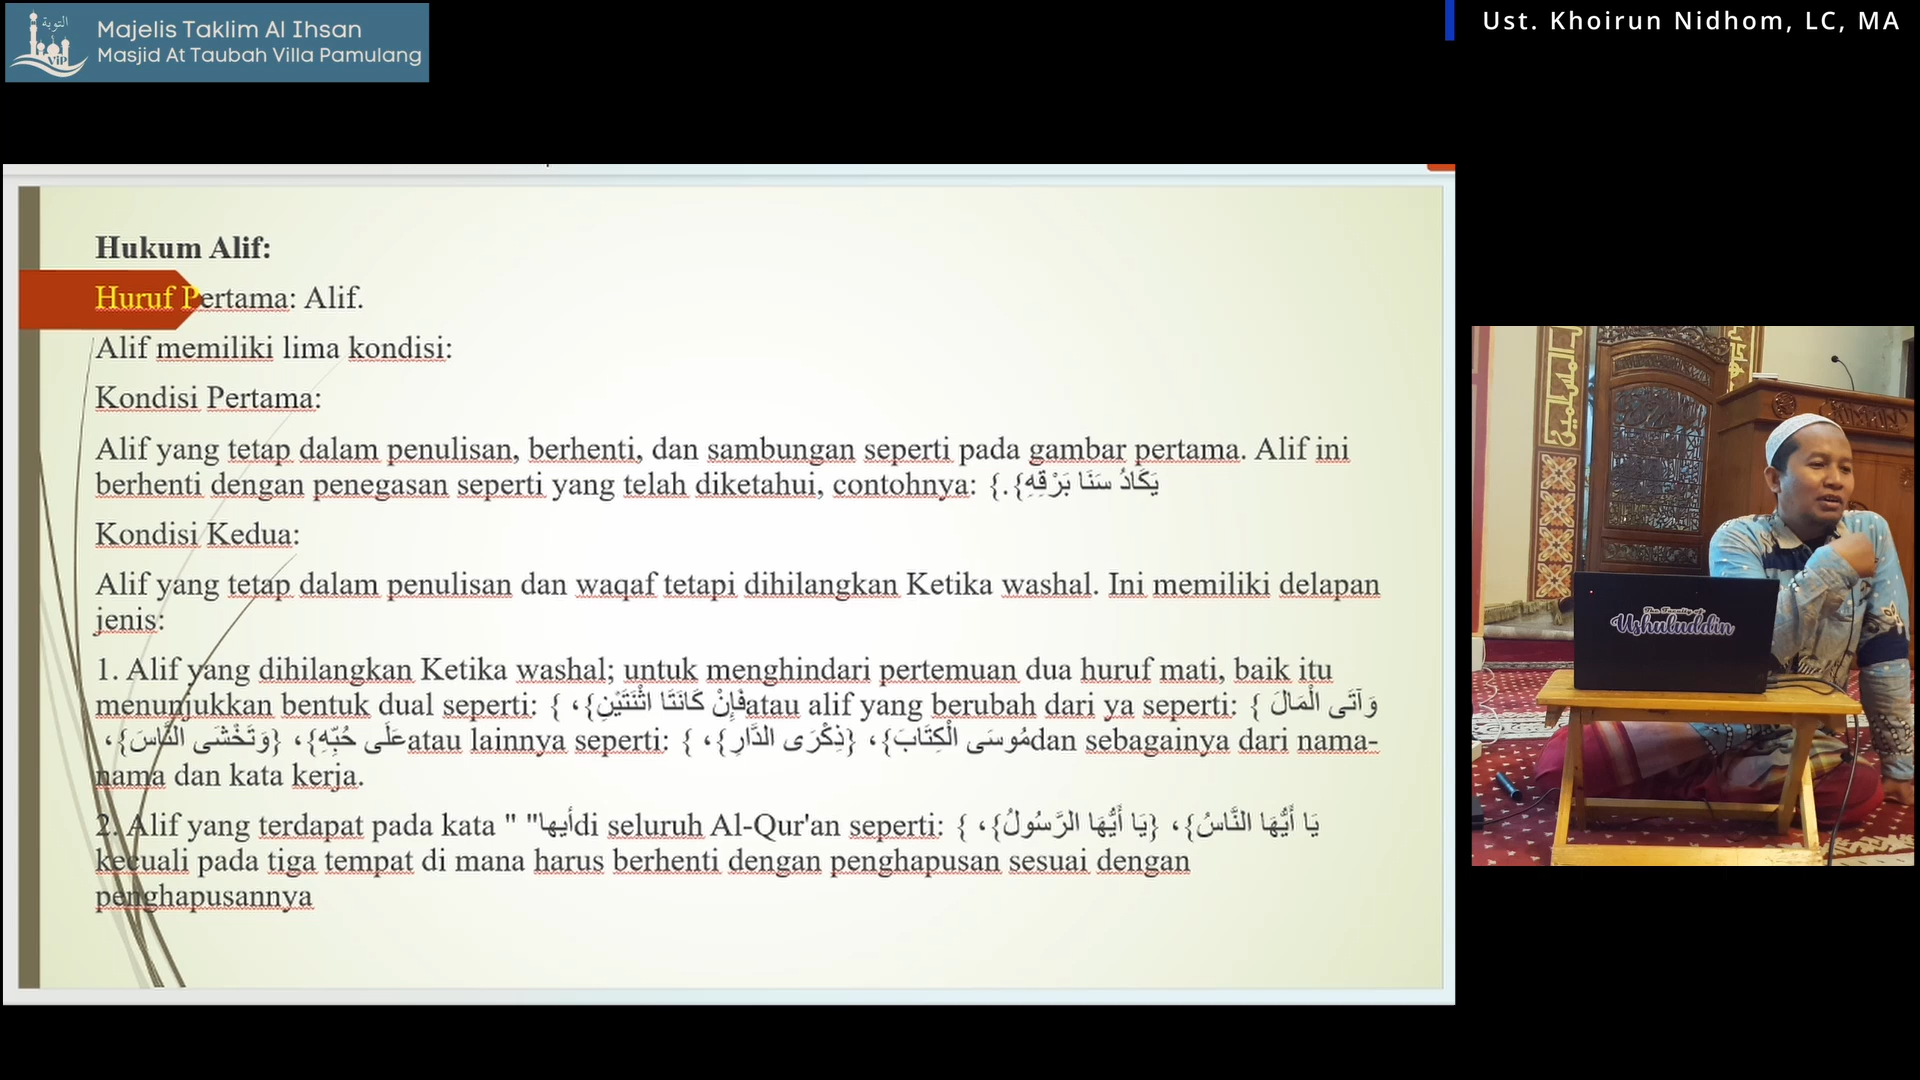 التوبة
VIP
Majelis Taklim Al Ihsan
Masjid At Taubah Villa Pamulang
Ust. Khoirun Nidhom, LC, MA
Hukum Alif:
Huruf Pertama: Alif.
Alif memiliki lima kondisi:
Kondisi Pertama:
Alif yang tetap dalam penulisan, berhenti, dan sambungan seperti pada gambar pertama. Alif ini
berhenti dengan penegasan seperti yang telah diketahui, contohnya: {يَكَادُ سَنَا بَرْقِهِ}.
Kondisi Kedua:
Alif yang tetap dalam penulisan dan waqaf tetapi dihilangkan Ketika washal. Ini memiliki delapan
jenis:
1. Alif yang dihilangkan Ketika washal; untuk menghindari pertemuan dua huruf mati, baik itu
menunjukkan bentuk dual seperti: { فَإِنْ كَانَتَا اثْنَتَيْنِ}، atau alif yang berubah dari ya seperti: { وَآتَى الْمَالَ
عَلَى حُبِّهِ}، {وَتَخْشَى النَّاسَ}، atau lainnya seperti: { مُوسَى الْكِتَابَ}، {ذِكْرَى الدَّارِ}، dan sebagainya dari nama-
nama dan kata kerja.
2. Alif yang terdapat pada kata " "أيها di seluruh Al-Qur'an seperti: { يَا أَيُّهَا النَّاسُ}، {يَا أَيُّهَا الرَّسُولُ}،
kecuali pada tiga tempat di mana harus berhenti dengan penghapusan sesuai dengan
penghapusannya
The Faculty of
Ushuluddin